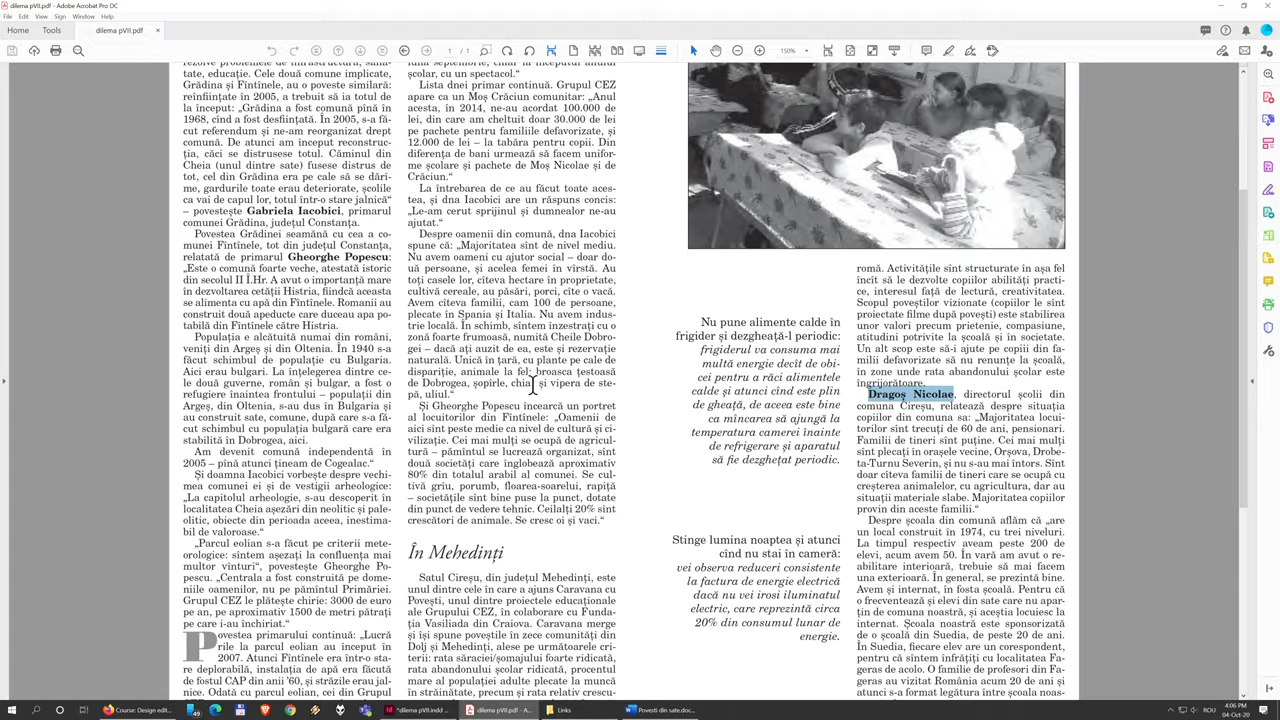 dilema pVII.pdf - Adobe Acrobat Pro DC
File Edit View Sign Window Help
Home Tools dilema pVII.pdf ×
1 / 1 150%
rezolve problemele de infrastructură, sănă-
tate, educație. Cele două comune implicate,
Grădina și Fîntînele, au o poveste similară:
reînființate în 2005, a trebuit să ia totul de
la început: „Grădina a fost comună pînă în
1968, cînd a fost desființată. În 2005, s-a fă-
cut referendum și ne-am reorganizat drept
comună. De atunci am început reconstruc-
ția, căci se distrusese totul. Căminul din
Cheia (unul dintre sate) fusese distrus de
tot, cel din Grădina era pe cale să se dărî-
me, gardurile toate erau deteriorate, școlile
ca vai de capul lor, totul într-o stare jalnică“
– povestește Gabriela Iacobici, primarul
comunei Grădina, județul Constanța.
Povestea Grădinei seamănă cu cea a co-
munei Fîntînele, tot din județul Constanța,
relatată de primarul Gheorghe Popescu:
„Este o comună foarte veche, atestată istoric
din secolul II Î.Hr. A avut o importanță mare
în dezvoltarea cetății Histria, fiindcă aceasta
se alimenta cu apă din Fîntînele. Romanii au
construit două apeducte care duceau apa po-
tabilă din Fîntînele către Histria.
Populația e alcătuită numai din români,
veniți din Argeș și din Oltenia. În 1940 s-a
făcut schimbul de populație cu Bulgaria.
Aici erau bulgari. La înțelegerea dintre ce-
le două guverne, român și bulgar, a fost o
refugiere înaintea frontului – populații din
Argeș, din Oltenia, s-au dus în Bulgaria și
au construit sate, comune, după care s-a fă-
cut schimbul cu populația bulgară care era
stabilită în Dobrogea, aici.
Am devenit comună independentă în
2005 – pînă atunci țineam de Cogealac.“
Și doamna Iacobici vorbește despre vechi-
mea comunei ei și de vestigii arheologice:
„La capitolul arheologie, s-au descoperit în
localitatea Cheia așezări din neolitic și paleo-
litic, obiecte din perioada aceea, inestima-
bil de valoroase.“
„Parcul eolian s-a făcut pe criterii mete-
orologice: sîntem așezați la confluența mai
multor vînturi“, povestește Gheorghe Po-
pescu. „Centrala a fost construită pe dome-
niile oamenilor, nu pe pămîntul Primăriei.
Grupul CEZ le plătește chirie: 3000 de euro
pe an, pe aproximativ 1500 de metri pătrați
pe care i-au închiriat.“
Povestea primarului continuă: „Lucră
rile la parcul eolian au început în
2007. Atunci Fîntînele era într-o sta-
re deplorabilă, instalația de apă era făcută
de fostul CAP din anii ’60, și străzile erau jal-
nice. Odată cu parcul eolian, cei din Grupul
luna septembrie, chiar la începutul anului
școlar, cu un spectacol.“
Lista dnei primar continuă. Grupul CEZ
apare ca un Moș Crăciun comunitar: „Anul
acesta, în 2014, ne-au acordat 100.000 de
lei, din care am cheltuit doar 30.000 de lei
pe pachete pentru familiile defavorizate, și
12.000 de lei – la tabăra pentru copii. Din
diferența de bani urmează să facem unifor-
me școlare și pachete de Moș Nicolae și de
Crăciun.“
La întrebarea de ce au făcut toate aces-
tea, și dna Iacobici are un răspuns concis:
„Le-am cerut sprijinul și dumnealor ne-au
ajutat.“
Despre oamenii din comună, dna Iacobici
spune că: „Majoritatea sînt de nivel mediu.
Nu avem oameni cu ajutor social – doar do-
uă persoane, și acelea femei în vîrstă. Au
toți casele lor, cîteva hectare în proprietate,
cultivă cereale, au păsări, porci, cîte o vacă.
Avem cîteva familii, cam 100 de persoane,
plecate în Spania și Italia. Nu avem indus-
trie locală. În schimb, sîntem înzestrați cu o
zonă foarte frumoasă, numită Cheile Dobro-
gei – dacă ați auzit de ea, este și rezervație
naturală. Unică în țară, cu plante pe cale de
dispariție, animale la fel, broasca țestoasă
de Dobrogea, șopîrle, chiar și vipera de ste-
pă, uliul.“
Și Gheorghe Popescu încearcă un portret
al locuitorilor din Fîntînele: „Oamenii de
aici sînt peste medie ca nivel de cultură și ci-
vilizație. Cei mai mulți se ocupă de agricul-
tură – pămîntul se lucrează organizat, sînt
două societăți care înglobează aproximativ
80% din totalul arabil al comunei. Se cul-
tivă grîu, porumb, floarea-soarelui, rapiță
– societățile sînt bine puse la punct, dotate
din punct de vedere tehnic. Ceilalți 20% sînt
crescători de animale. Se cresc oi și vaci.“
În Mehedinți
Satul Cireșu, din județul Mehedinți, este
unul dintre cele în care a ajuns Caravana cu
Povești, unul dintre proiectele educaționale
ale Grupului CEZ, în colaborare cu Funda-
ția Vasiliada din Craiova. Caravana merge
și își spune poveștile în zece comunități din
Dolj și Mehedinți, alese pe următoarele cri-
terii: rata sărăciei/șomajului foarte ridicată,
rata abandonului școlar ridicată, procentul
mare al populației adulte plecate la muncă
în străinătate, precum și rata relativ crescu-
Nu pune alimente calde în
frigider și dezgheață-l periodic:
frigiderul va consuma mai
multă energie decît de obi-
cei pentru a răci alimentele
calde și atunci cînd este plin
de gheață, de aceea este bine
ca mîncarea să ajungă la
temperatura camerei înainte
de refrigerare și aparatul
să fie dezghețat periodic.
Stinge lumina noaptea și atunci
cînd nu stai în cameră:
vei observa reduceri consistente
la factura de energie electrică
dacă nu vei irosi iluminatul
electric, care reprezintă circa
20% din consumul lunar de
energie.
romă. Activitățile sînt structurate în așa fel
încît să le dezvolte copiilor abilități practi-
ce, interesul față de lectură, creativitatea.
Scopul poveștilor vizionate (copiilor le sînt
proiectate filme după povești) este stabilirea
unor valori precum prietenie, compasiune,
atitudini potrivite la școală și în societate.
Un alt scop este să-i ajute pe copiii din fa-
milii defavorizate să nu renunțe la școală,
în zone unde rata abandonului școlar este
îngrijorătoare.
Dragoș Nicolae, directorul școlii din
comuna Cireșu, relatează despre situația
copiilor din comuna sa: „Majoritatea locui-
torilor sînt trecuți de 60 de ani, pensionari.
Familii de tineri sînt puține. Cei mai mulți
sînt plecați în orașele vecine, Orșova, Drobe-
ta-Turnu Severin, și nu s-au mai întors. Sînt
doar cîteva familii de tineri care se ocupă cu
creșterea animalelor, cu agricultura, dar au
situații materiale slabe. Majoritatea copiilor
provin din aceste familii.“
Despre școala din comună aflăm că „are
un local construit în 1974, cu trei niveluri.
La timpul respectiv aveam peste 200 de
elevi, acum avem 50. În vară am avut o re-
abilitare interioară, trebuie să mai facem
una exterioară. În general, se prezintă bine.
Avem și internat, în fosta școală. Pentru că
o frecventează și elevi din sate care nu apar-
țin de comuna noastră, și aceștia locuiesc la
internat. Școala noastră este sponsorizată
de o școală din Suedia, de peste 20 de ani.
În Suedia, fiecare elev are un corespondent,
pentru că sîntem înfrățiți cu localitatea Fa-
geras de acolo. O familie de profesori din Fa-
geras au vizitat România acum 20 de ani și
atunci s-a format legătura între școala noas-
Course: Design edit... 49 *dilema pVII.indd ... dilema pVII.pdf - A... Links Povesti din sate.doc... ROU 4:06 PM
04-Oct-20